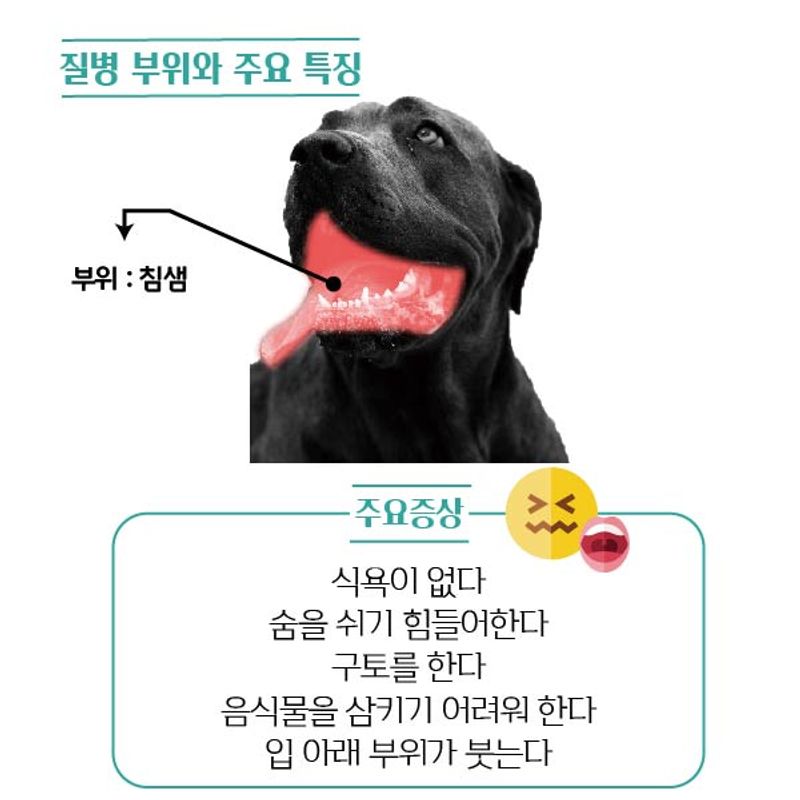 질병 부위와 주요 특징
부위 : 침샘
주요증상
식욕이 없다
숨을 쉬기 힘들어한다
구토를 한다
음식물을 삼키기 어려워 한다
입 아래 부위가 붓는다